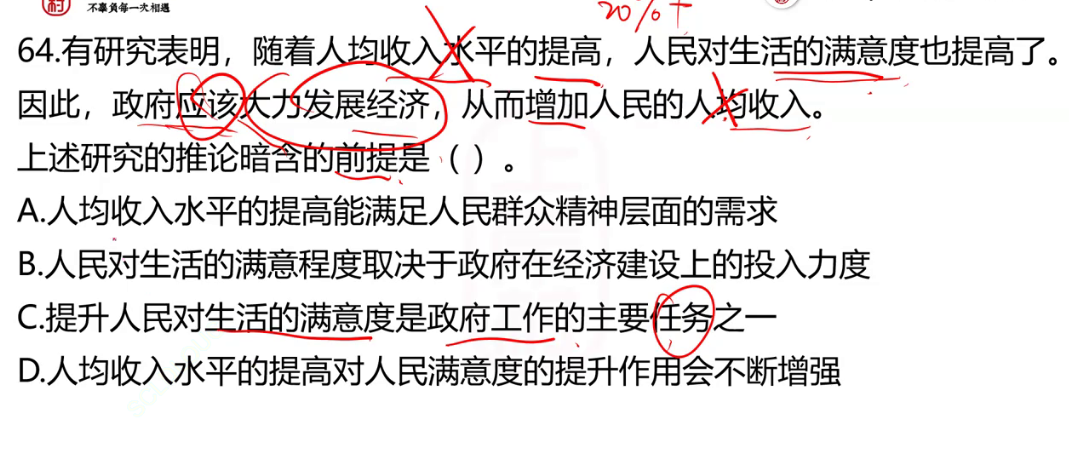 村
不辜负每一次相遇
20%+
64.有研究表明，随着人均收入水平的提高，人民对生活的满意度也提高了。
因此，政府应该大力发展经济，从而增加人民的人均收入。
上述研究的推论暗含的前提是（ ）。
A.人均收入水平的提高能满足人民群众精神层面的需求
B.人民对生活的满意程度取决于政府在经济建设上的投入力度
C.提升人民对生活的满意度是政府工作的主要任务之一
D.人均收入水平的提高对人民满意度的提升作用会不断增强